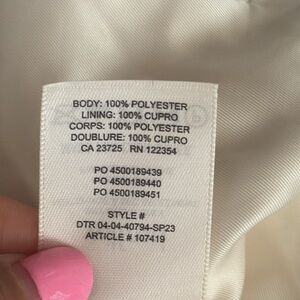 BODY: 100% POLYESTER
LINING: 100% CUPRO
CORPS: 100% POLYESTER
DOUBLURE: 100% CUPRO
CA 23725 RN 122354
PO 4500189439
PO 4500189440
PO 4500189451
STYLE #
DTR 04-04-40794-SP23
ARTICLE # 107419